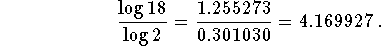 log 18 / log 2 = 1.255273 / 0.301030 = 4.169927 .